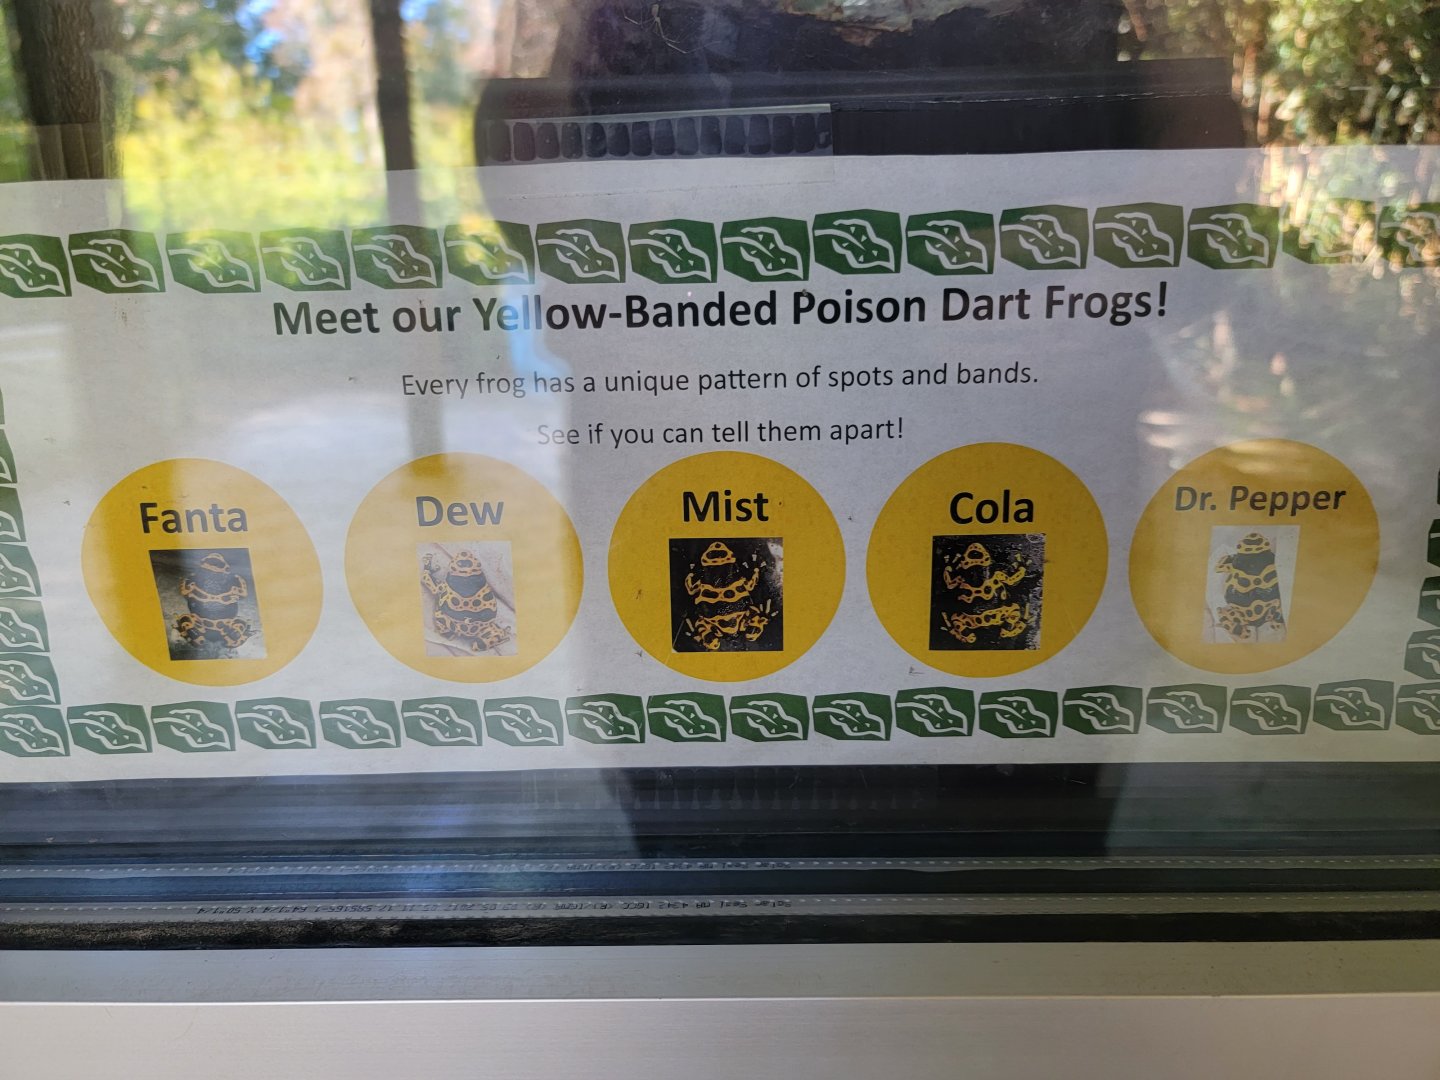 Meet our Yellow-Banded Poison Dart Frogs!
Every frog has a unique pattern of spots and bands.
See if you can tell them apart!
Fanta
Dew
Mist
Cola
Dr. Pepper